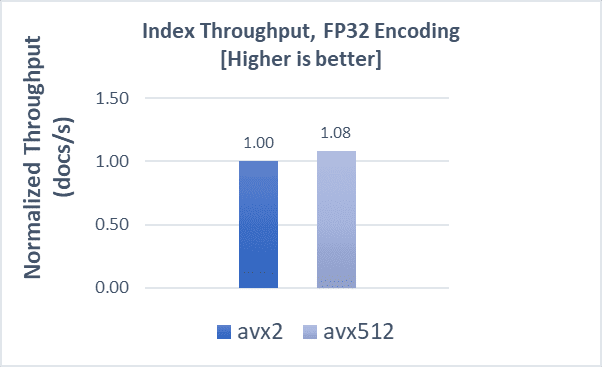 Index Throughput, FP32 Encoding
[Higher is better]
Normalized Throughput
(docs/s)
1.50
1.00
0.50
0.00
1.00
1.08
avx2
avx512